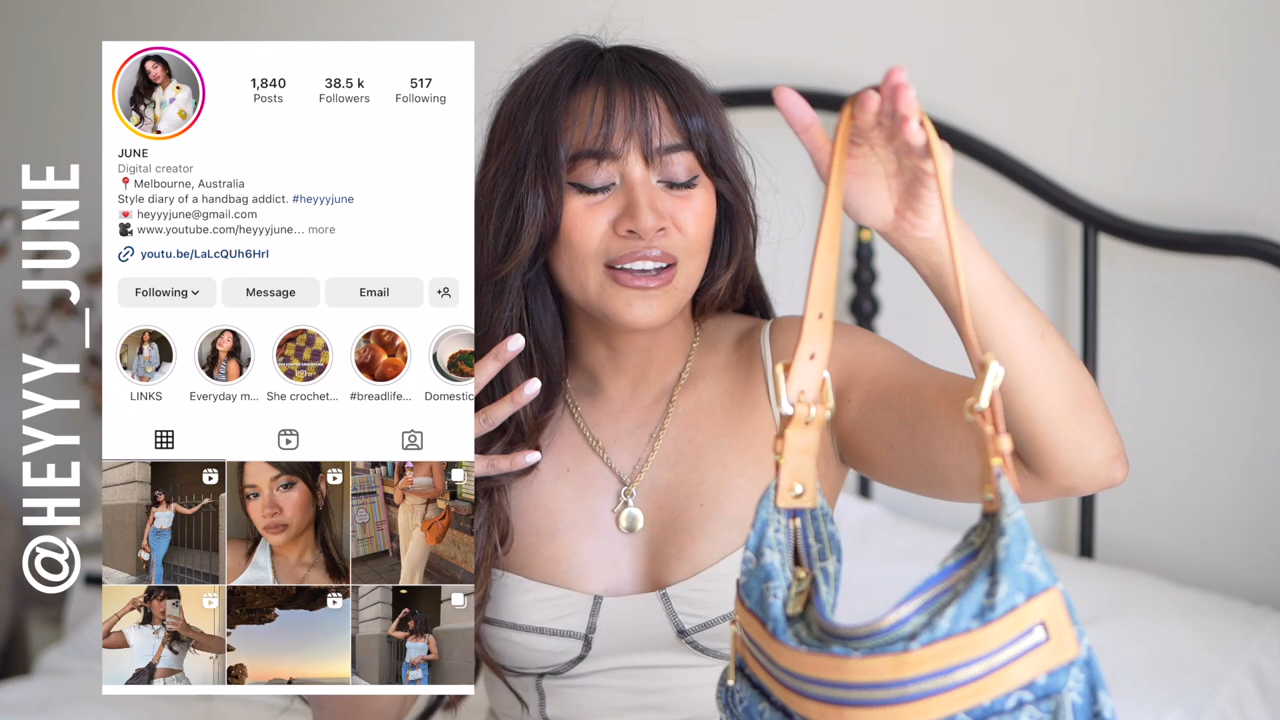 @HEYYY_JUNE
1,840
Posts
38.5 k
Followers
517
Following
JUNE
Digital creator
📍Melbourne, Australia
Style diary of a handbag addict. #heyyyjune
💌 heyyyjune@gmail.com
🎥 www.youtube.com/heyyyjune... more
youtu.be/LaLcQUh6HrI
Following
Message
Email
LINKS
Everyday m...
She crochet...
#breadlife...
Domestic